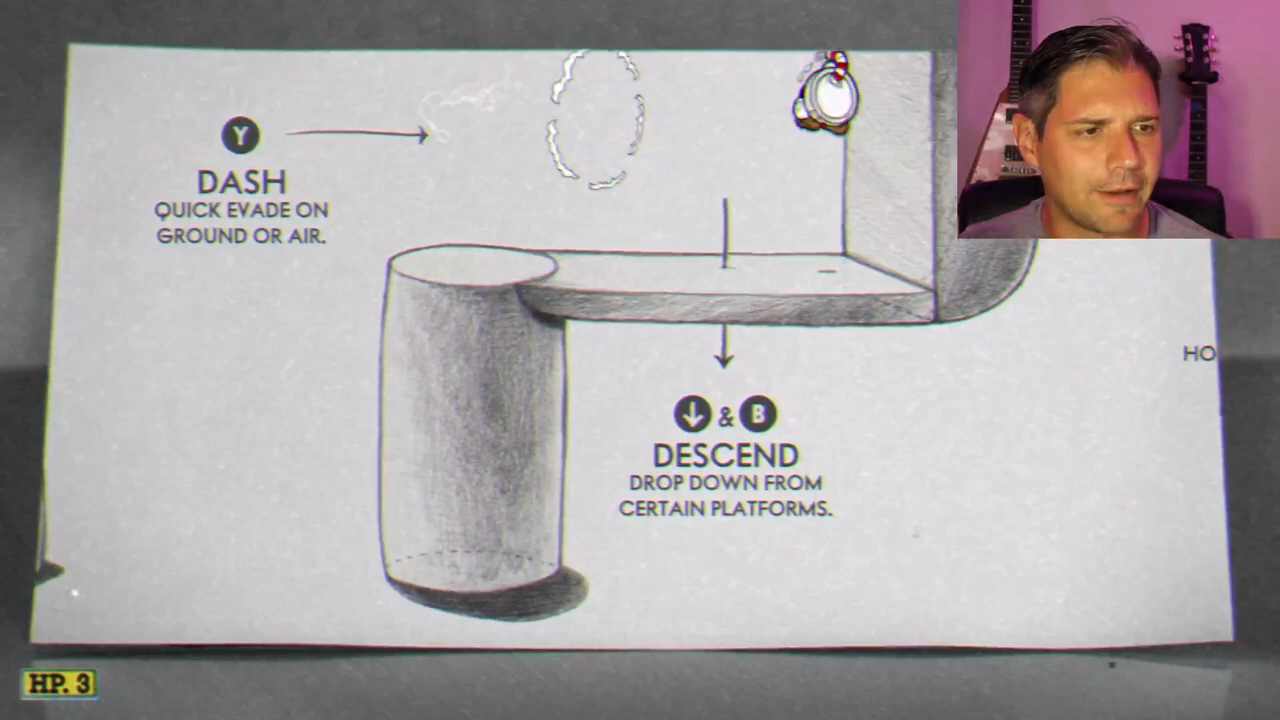 Y
DASH
QUICK EVADE ON
GROUND OR AIR.
HO
↓ & B
DESCEND
DROP DOWN FROM
CERTAIN PLATFORMS.
HP. 3